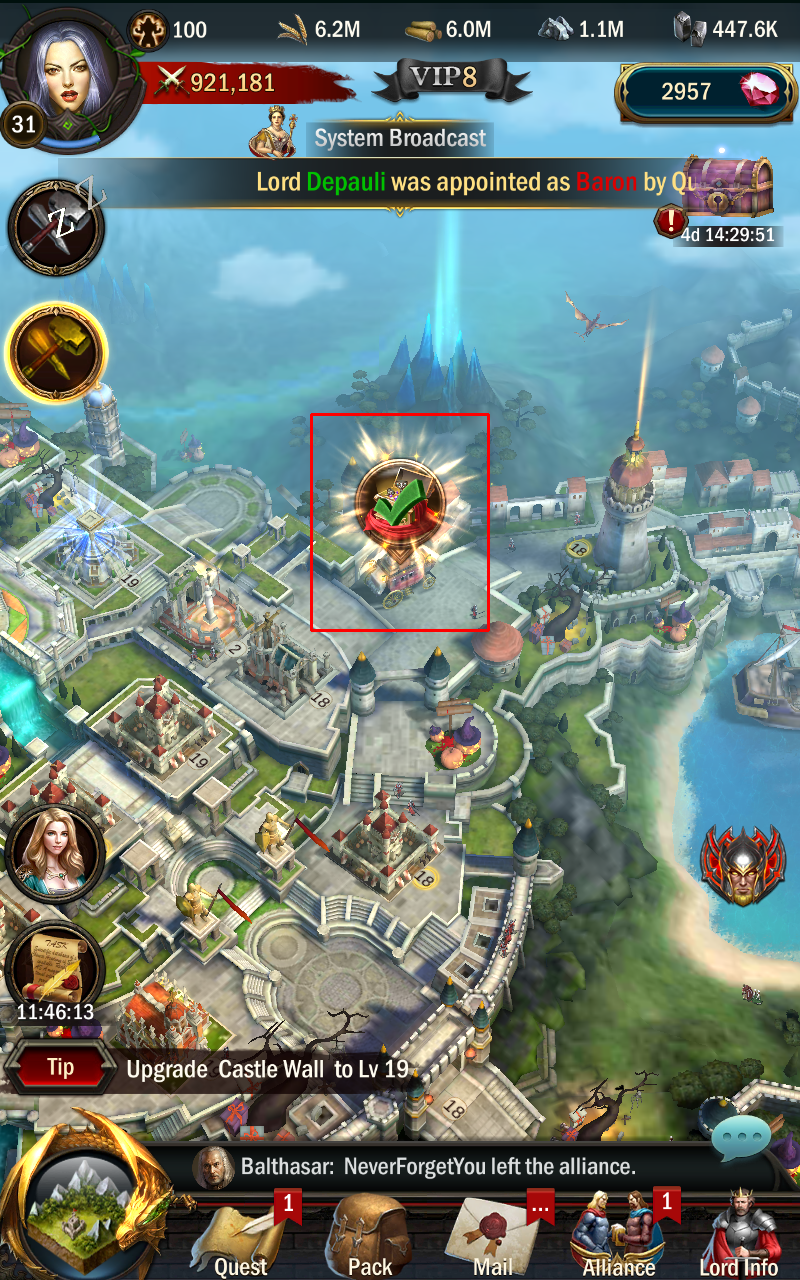 100
6.2M
6.0M
1.1M
447.6K
921,181
VIP8
2957
31
System Broadcast
Lord Depauli was appointed as Baron by Qu
4d 14:29:51
Z
Z
18
19
2
18
19
18
TASK
11:46:13
Tip
Upgrade Castle Wall to Lv 19
18
Balthasar: NeverForgetYou left the alliance.
1
...
1
Quest
Pack
Mail
Alliance
Lord Info